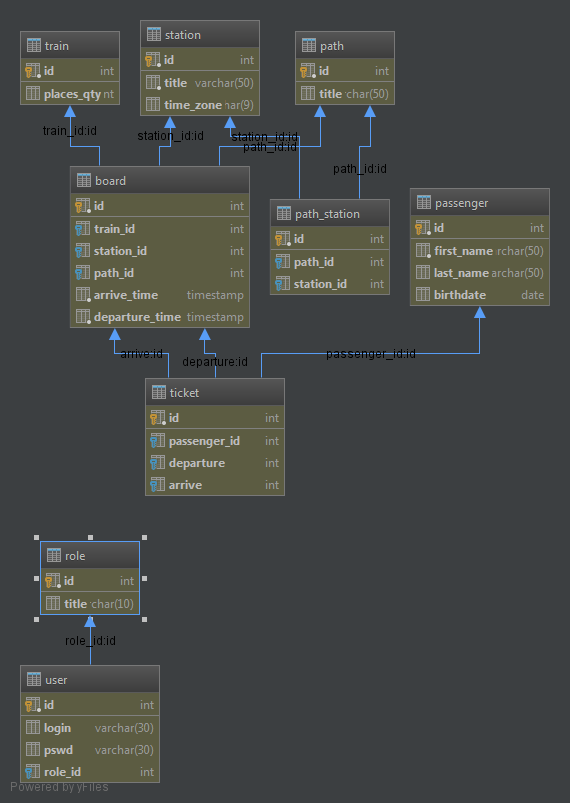 train
id int
places_qty nt
station
id int
title varchar(50)
time_zone har(9)
path
id int
title char(50)
train_id:id
station_id:id
station_id:id
path_id:id
path_id:id
board
id int
train_id int
station_id int
path_id int
arrive_time timestamp
departure_time timestamp
path_station
id int
path_id int
station_id int
passenger
id int
first_name rchar(50)
last_name archar(50)
birthdate date
arrive:id
departure:id
passenger_id:id
ticket
id int
passenger_id int
departure int
arrive int
role
id int
title char(10)
role_id:id
user
id int
login varchar(30)
pswd varchar(30)
role_id int
Powered by yFiles